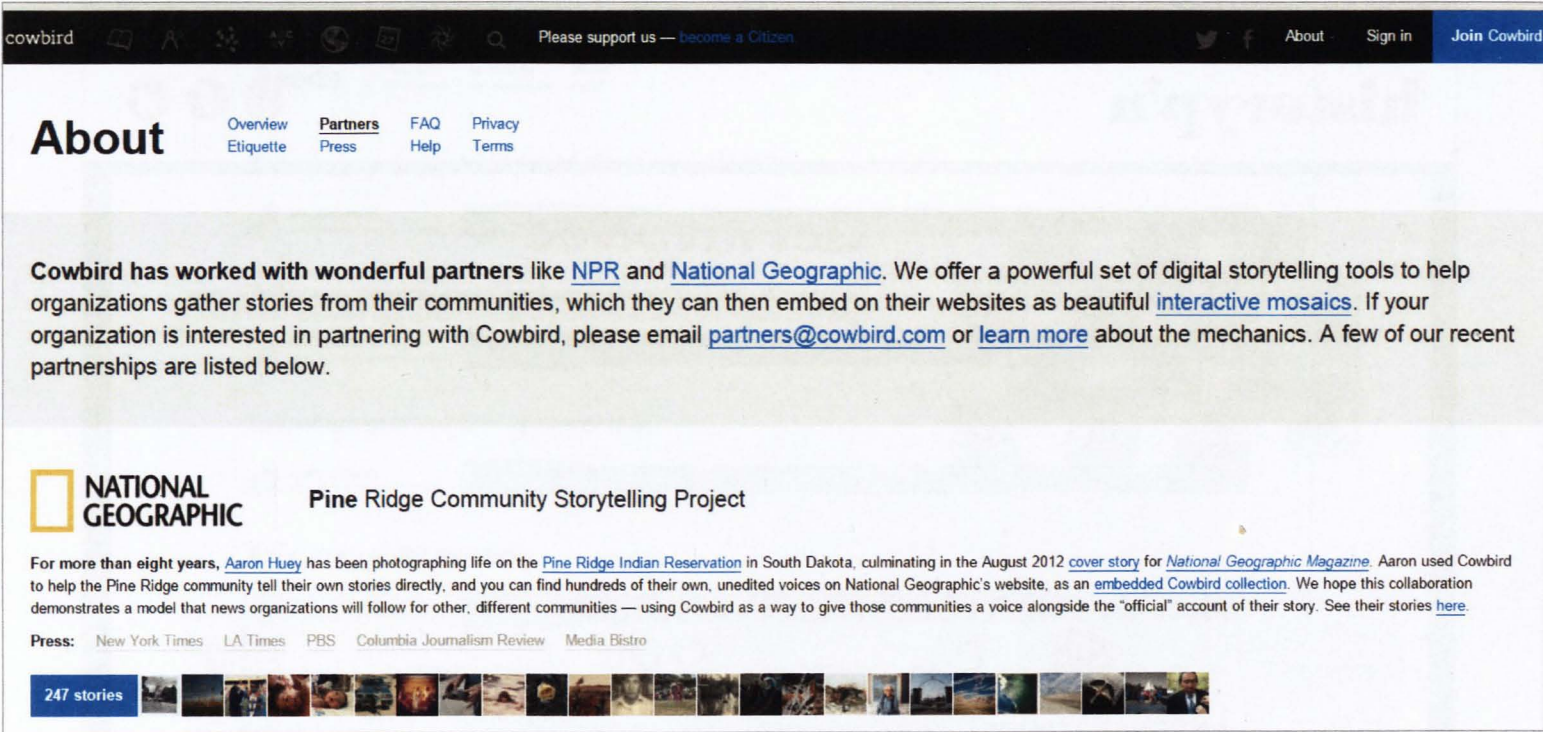 cowbird Please support us — become a Citizen About Sign in Join Cowbird
About
Overview Partners FAQ Privacy
Etiquette Press Help Terms
Cowbird has worked with wonderful partners like NPR and National Geographic. We offer a powerful set of digital storytelling tools to help
organizations gather stories from their communities, which they can then embed on their websites as beautiful interactive mosaics. If your
organization is interested in partnering with Cowbird, please email partners@cowbird.com or learn more about the mechanics. A few of our recent
partnerships are listed below.
NATIONAL
GEOGRAPHIC
Pine Ridge Community Storytelling Project
For more than eight years, Aaron Huey has been photographing life on the Pine Ridge Indian Reservation in South Dakota, culminating in the August 2012 cover story for National Geographic Magazine. Aaron used Cowbird
to help the Pine Ridge community tell their own stories directly, and you can find hundreds of their own, unedited voices on National Geographic's website, as an embedded Cowbird collection. We hope this collaboration
demonstrates a model that news organizations will follow for other, different communities — using Cowbird as a way to give those communities a voice alongside the "official" account of their story. See their stories here.
Press: New York Times LA Times PBS Columbia Journalism Review Media Bistro
247 stories